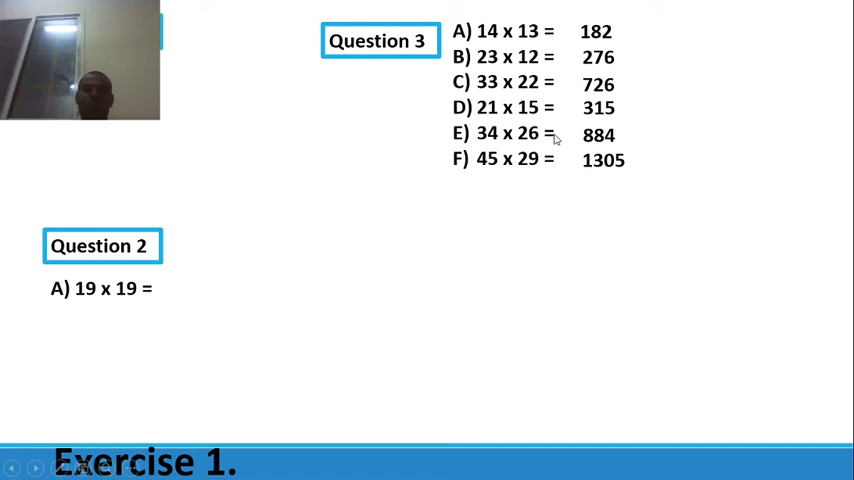 Question 3
A) 14 x 13 = 182
B) 23 x 12 = 276
C) 33 x 22 = 726
D) 21 x 15 = 315
E) 34 x 26 = 884
F) 45 x 29 = 1305
Question 2
A) 19 x 19 =
Exercise 1.